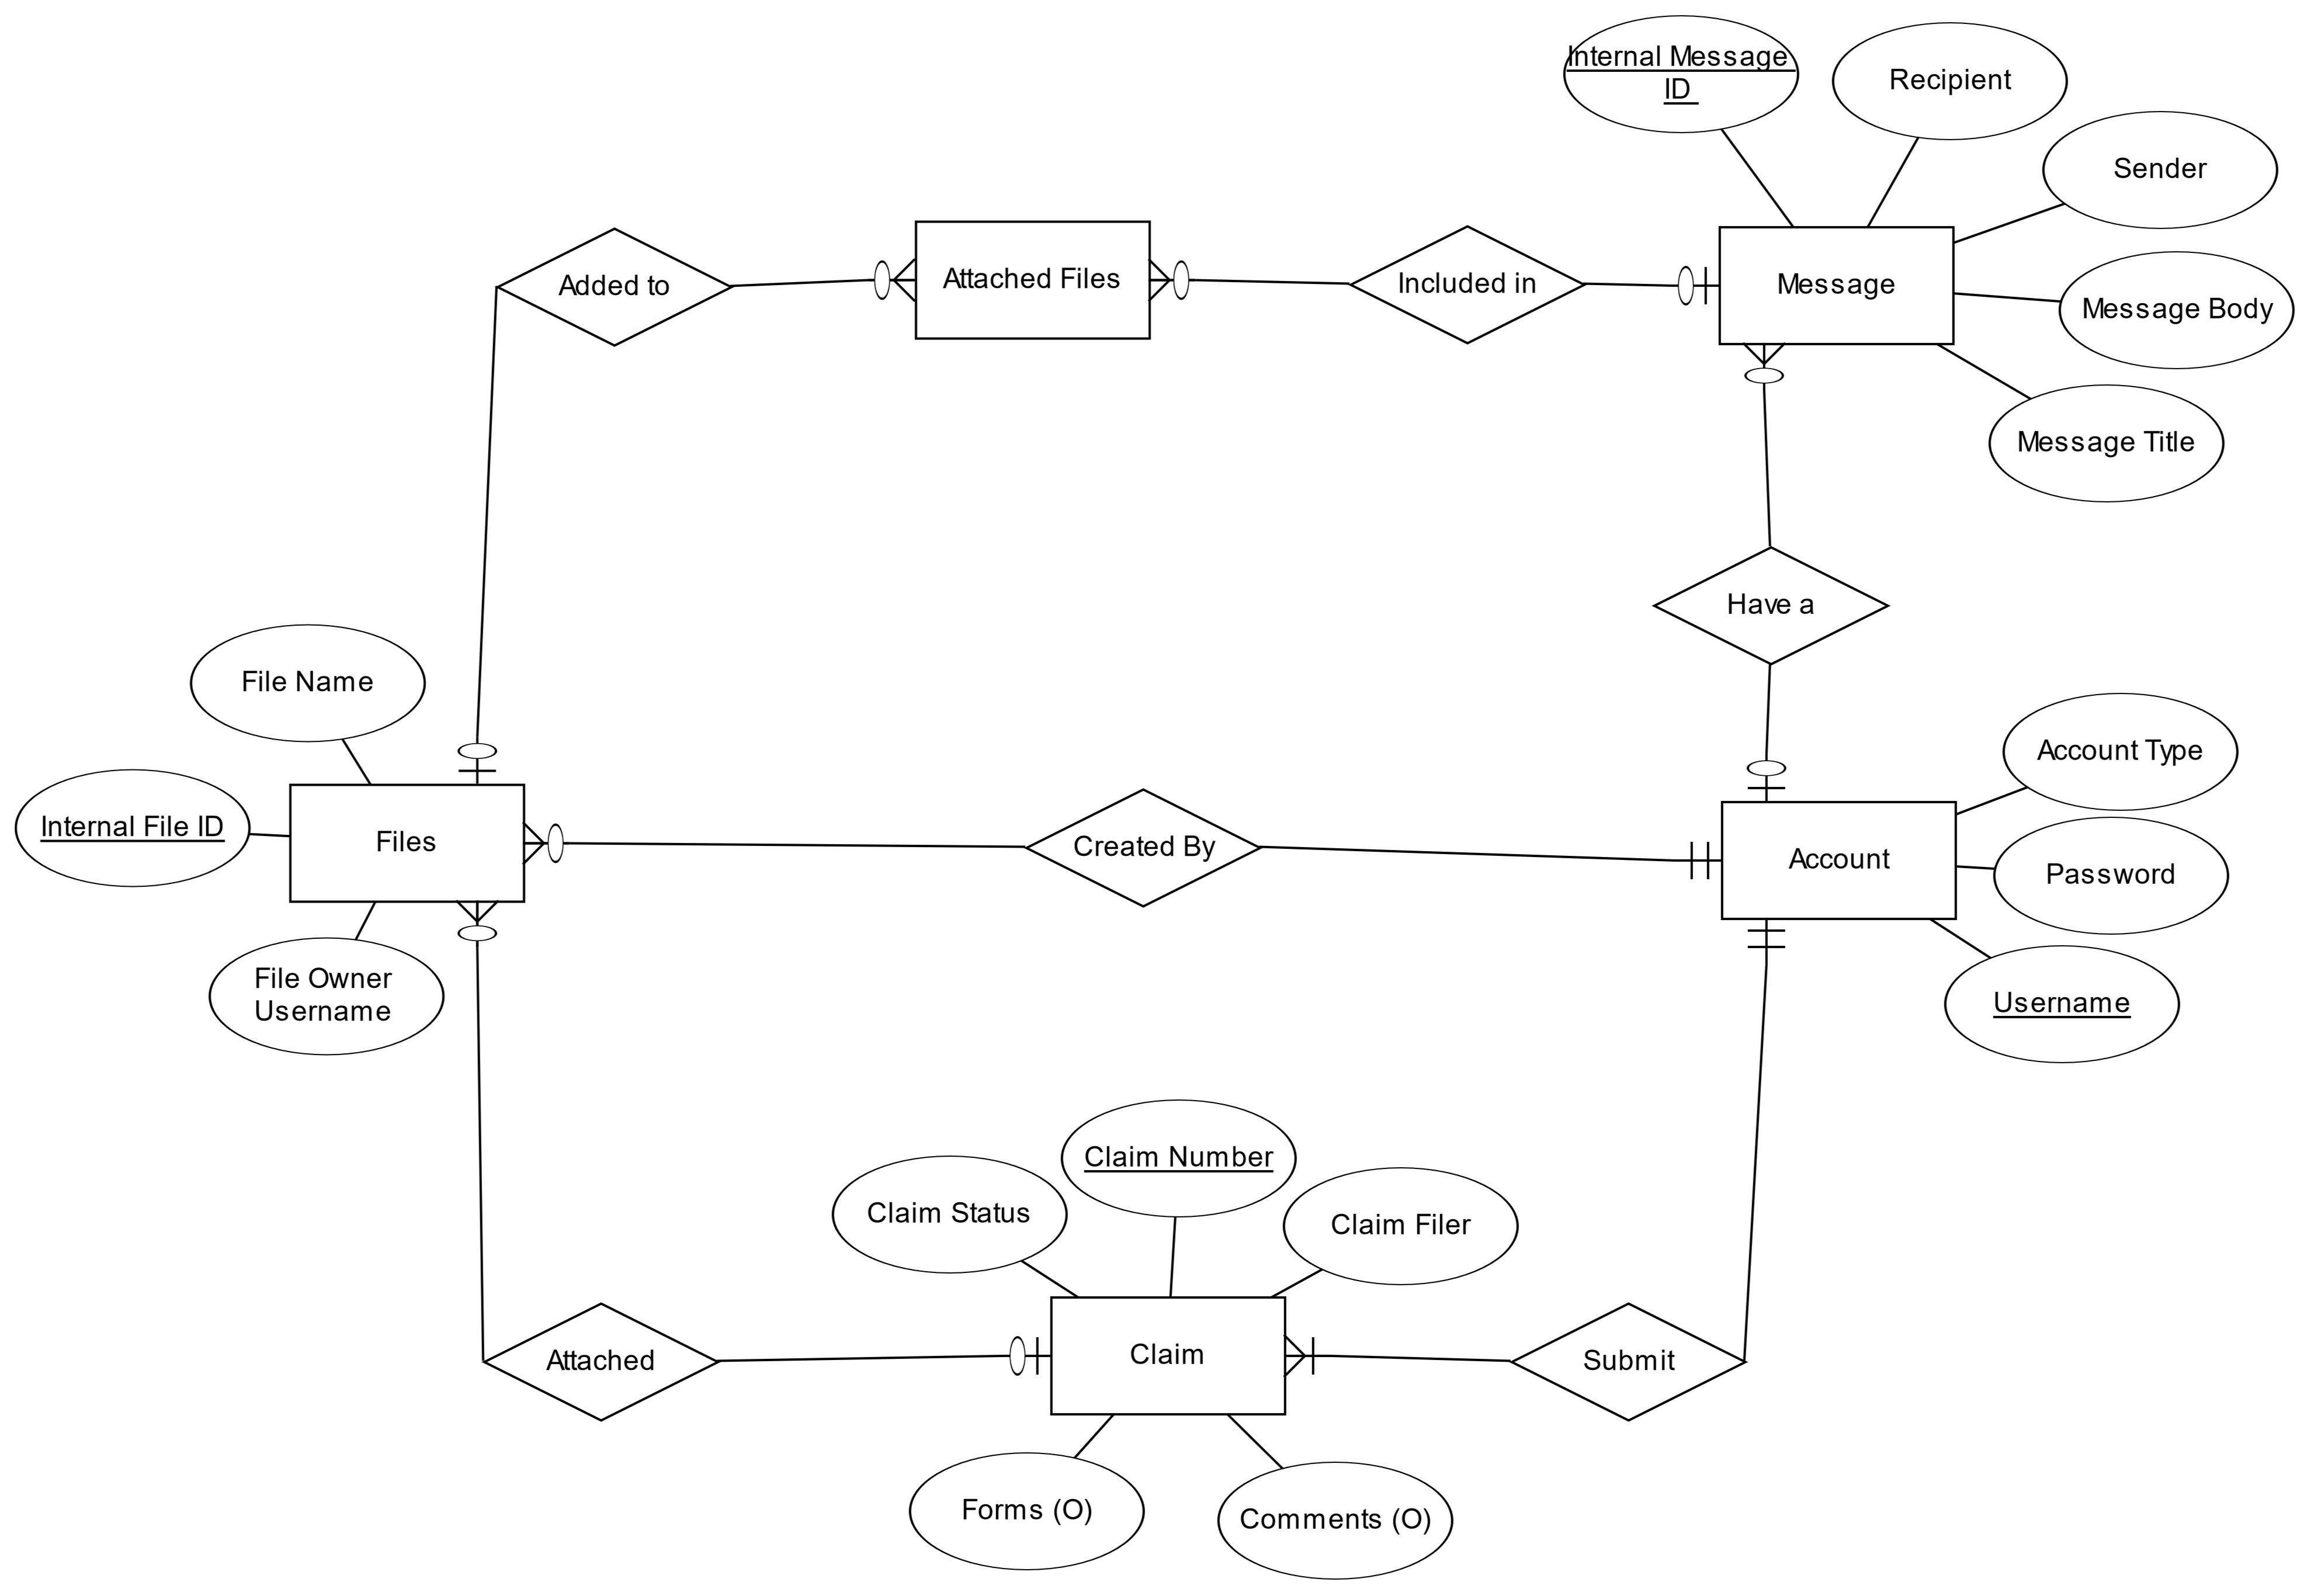 Internal Message
ID
Recipient
Sender
Added to
Attached Files
Included in
Message
Message Body
Message Title
Have a
File Name
Account Type
Internal File ID
Files
Created By
Account
Password
File Owner
Username
Username
Claim Number
Claim Status
Claim Filer
Attached
Claim
Submit
Forms (O)
Comments (O)